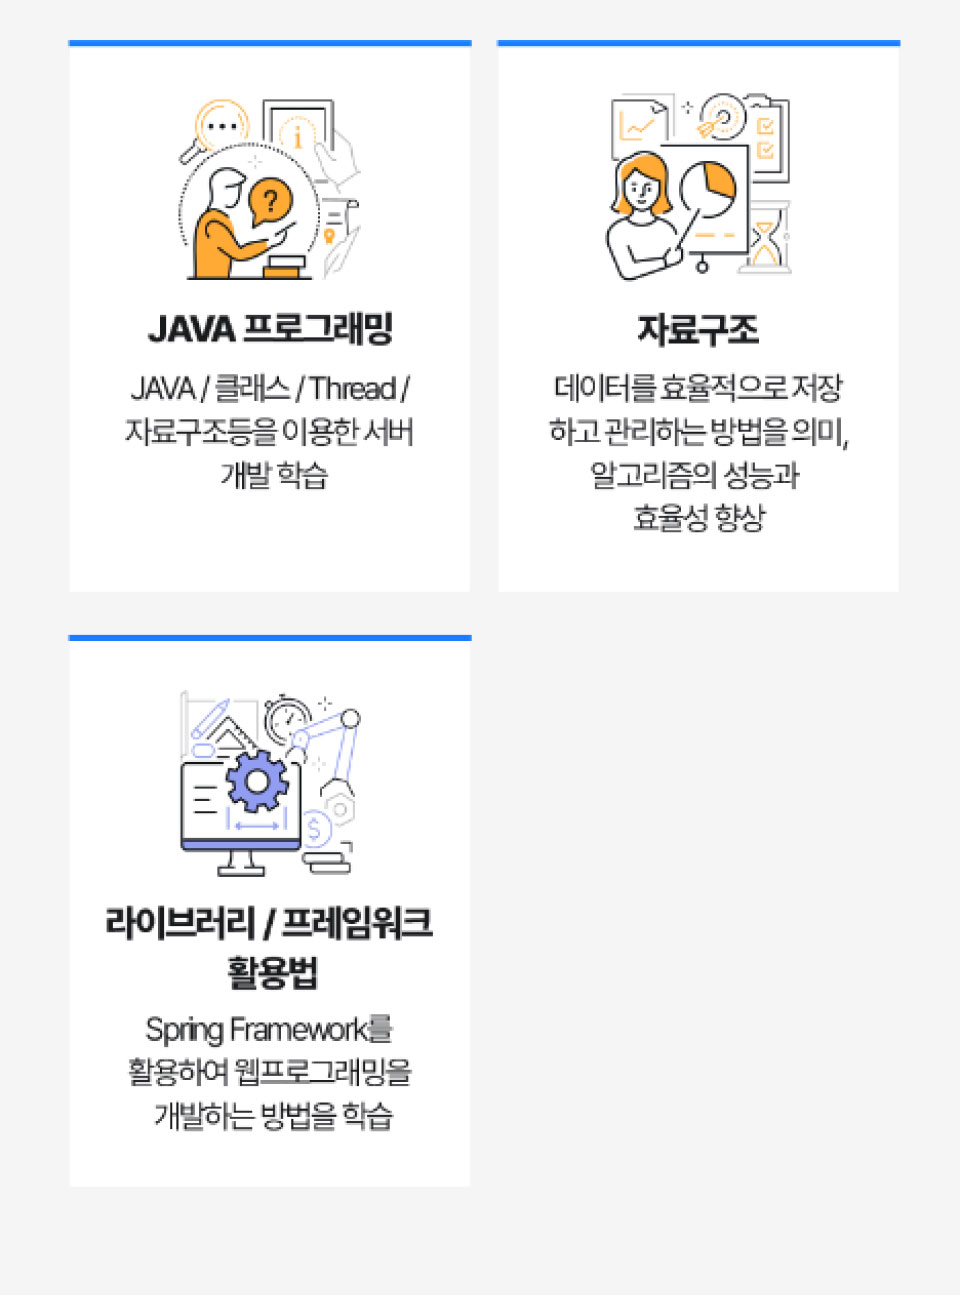 JAVA 프로그래밍
JAVA / 클래스 / Thread /
자료구조등을 이용한 서버
개발 학습
자료구조
데이터를 효율적으로 저장
하고 관리하는 방법을 의미,
알고리즘의 성능과
효율성 향상
라이브러리 / 프레임워크
활용법
Spring Framework를
활용하여 웹프로그래밍을
개발하는 방법을 학습